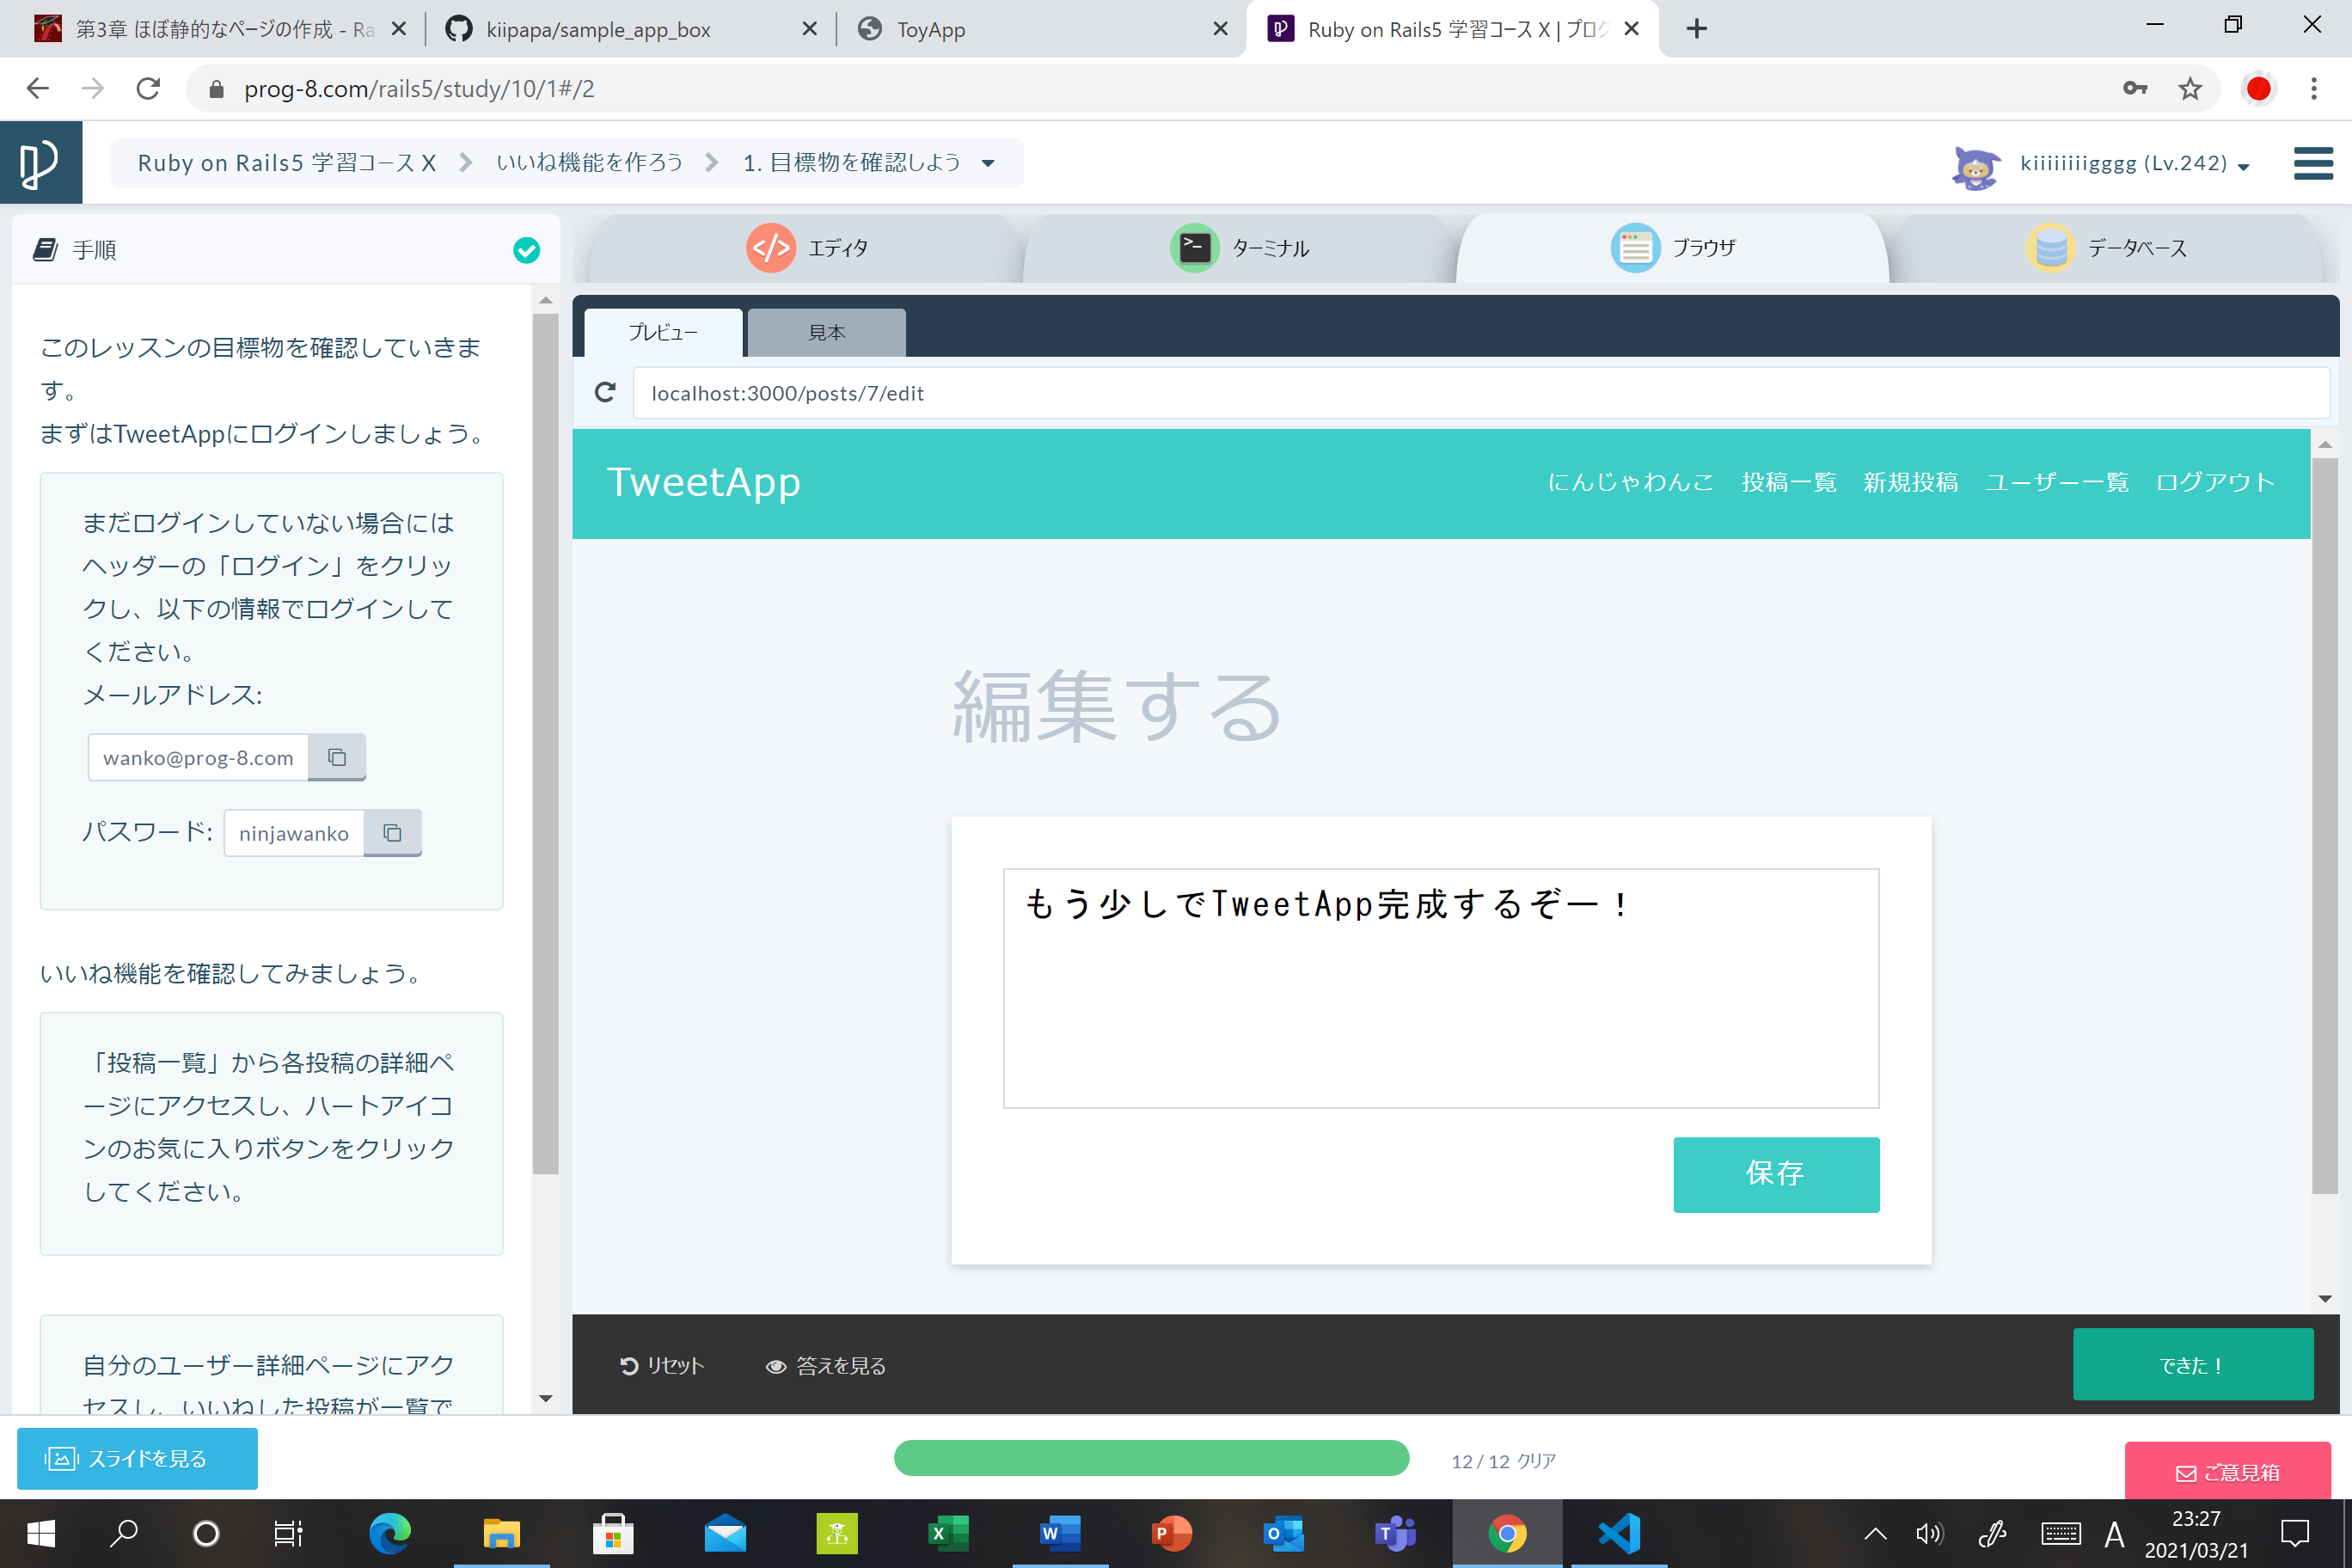 第3章 ほぼ静的なページの作成 - Ra
kiipapa/sample_app_box
ToyApp
Ruby on Rails5 学習コース X | プログ
prog-8.com/rails5/study/10/1#/2
Ruby on Rails5 学習コース X
いいね機能を作ろう
1. 目標物を確認しよう
kiiiiiiigggg (Lv.242)
手順
エディタ
ターミナル
ブラウザ
データベース
このレッスンの目標物を確認していきま
す。
まずはTweetAppにログインしましょう。
まだログインしていない場合には
ヘッダーの「ログイン」をクリッ
クし、以下の情報でログインして
ください。
メールアドレス:
wanko@prog-8.com
パスワード: ninjawanko
いいね機能を確認してみましょう。
「投稿一覧」から各投稿の詳細ペ
ージにアクセスし、ハートアイコ
ンのお気に入りボタンをクリック
してください。
自分のユーザー詳細ページにアク
セスし、いいねした投稿が一覧で
プレビュー
見本
localhost:3000/posts/7/edit
TweetApp
にんじゃわんこ
投稿一覧
新規投稿
ユーザー一覧
ログアウト
編集する
もう少しでTweetApp完成するぞー！
保存
リセット
答えを見る
できた！
スライドを見る
12 / 12 クリア
ご意見箱
A
23:27
2021/03/21